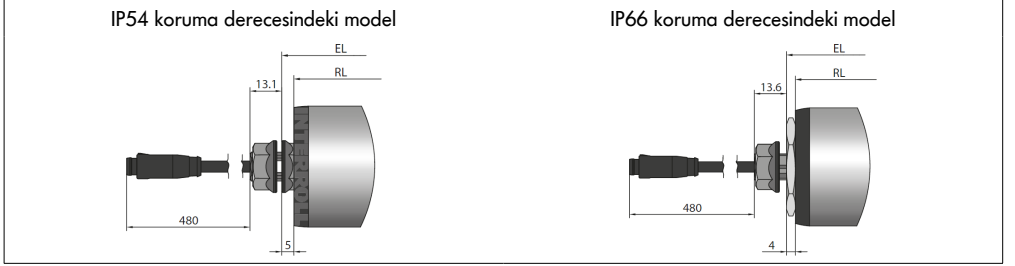 IP54 koruma derecesindeki model
EL
RL
13.1
INTERROLL
480
5
IP66 koruma derecesindeki model
EL
RL
13.6
480
4